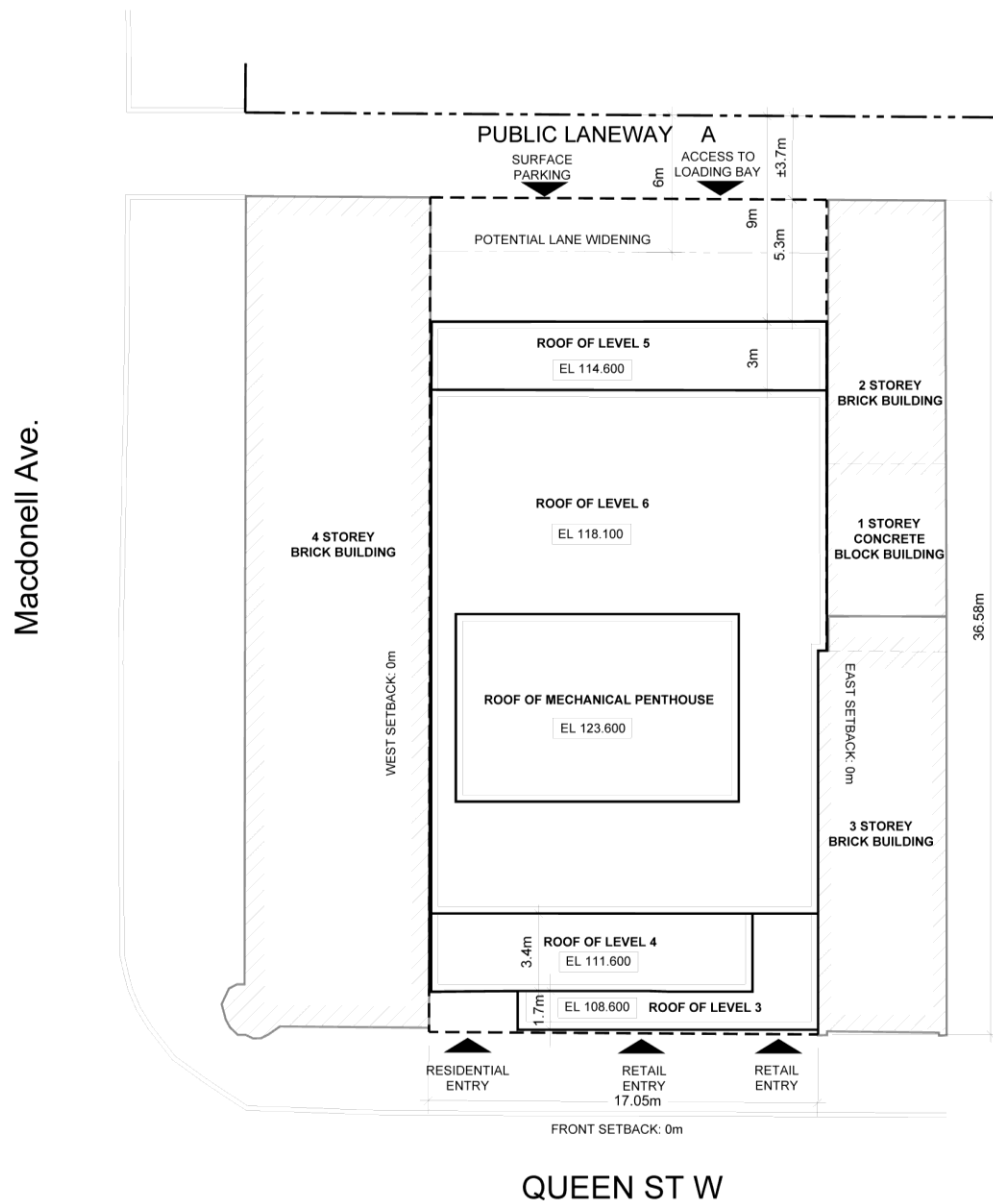 PUBLIC LANEWAY A
SURFACE
PARKING
ACCESS TO
LOADING BAY
±3.7m
6m
9m
5.3m
POTENTIAL LANE WIDENING
ROOF OF LEVEL 5
EL 114.600
3m
2 STOREY
BRICK BUILDING
Macdonell Ave.
4 STOREY
BRICK BUILDING
ROOF OF LEVEL 6
EL 118.100
1 STOREY
CONCRETE
BLOCK BUILDING
36.58m
WEST SETBACK: 0m
ROOF OF MECHANICAL PENTHOUSE
EL 123.600
EAST SETBACK: 0m
3 STOREY
BRICK BUILDING
3.4m
ROOF OF LEVEL 4
EL 111.600
1.7m
EL 108.600
ROOF OF LEVEL 3
RESIDENTIAL
ENTRY
RETAIL
ENTRY
RETAIL
ENTRY
17.05m
FRONT SETBACK: 0m
QUEEN ST W